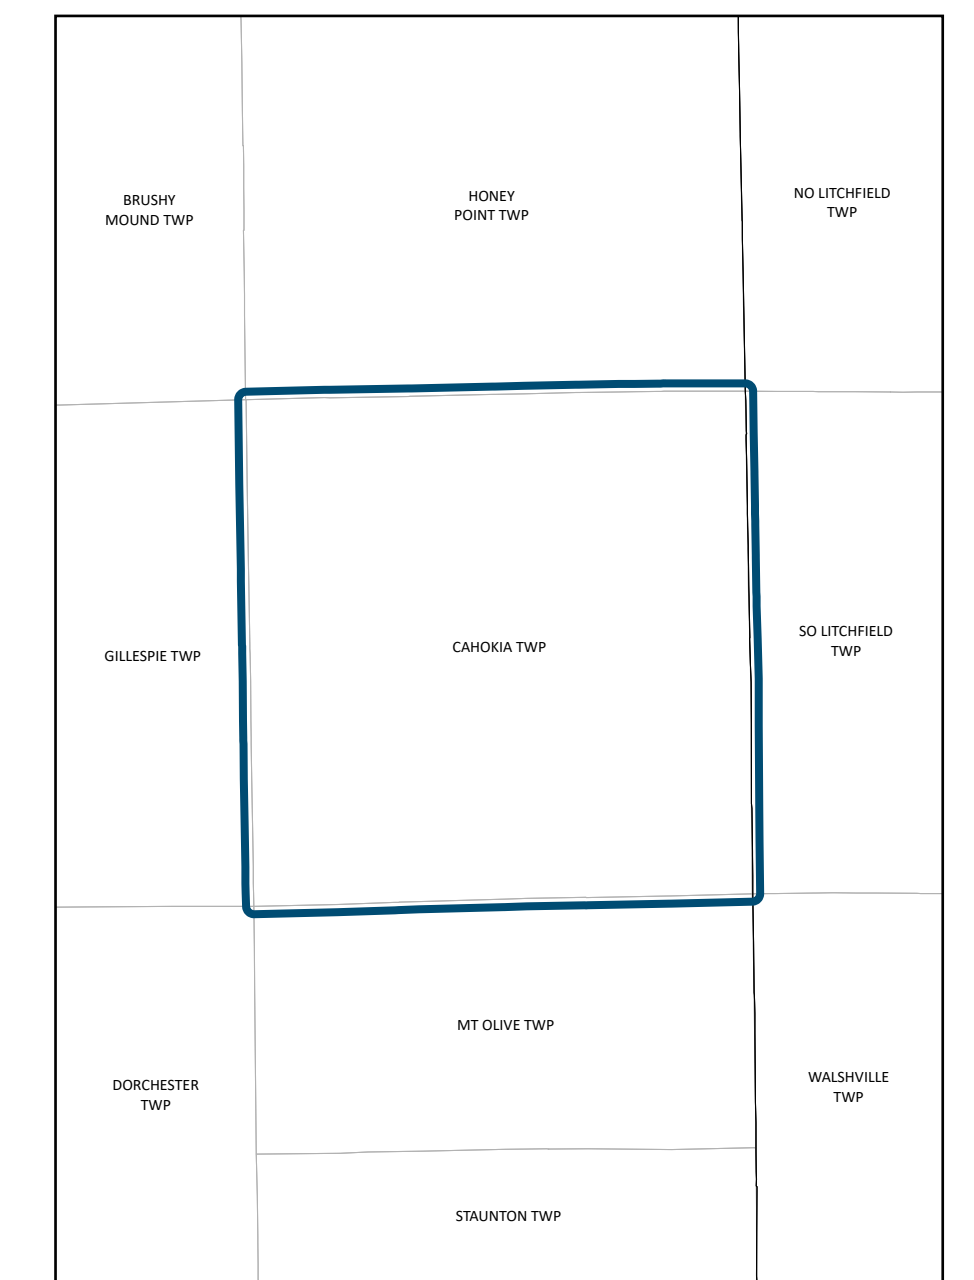 BRUSHY
MOUND TWP
HONEY
POINT TWP
NO LITCHFIELD
TWP
GILLESPIE TWP
CAHOKIA TWP
SO LITCHFIELD
TWP
MT OLIVE TWP
DORCHESTER
TWP
WALSHVILLE
TWP
STAUNTON TWP